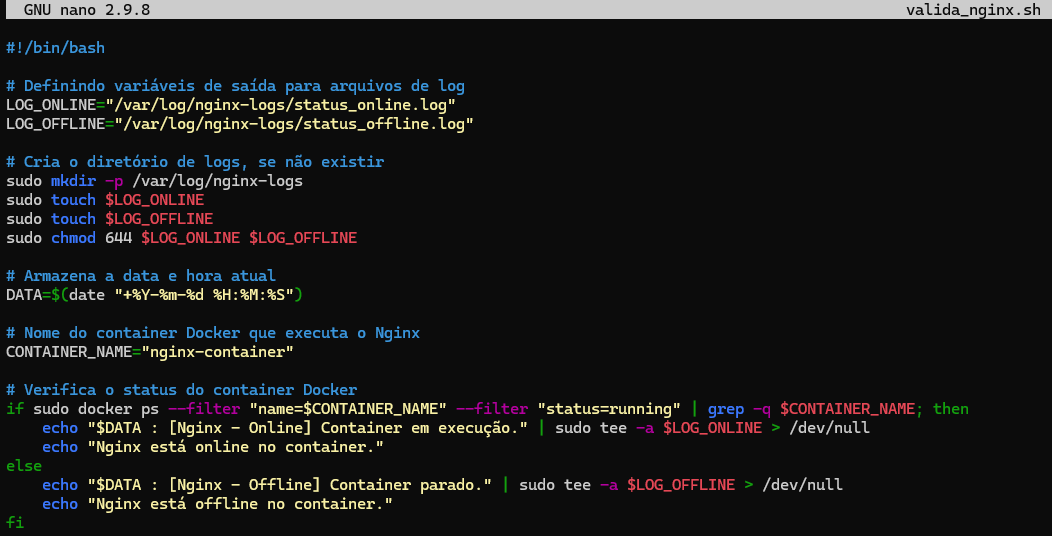 GNU nano 2.9.8 valida_nginx.sh
#!/bin/bash
# Definindo variáveis de saída para arquivos de log
LOG_ONLINE="/var/log/nginx-logs/status_online.log"
LOG_OFFLINE="/var/log/nginx-logs/status_offline.log"
# Cria o diretório de logs, se não existir
sudo mkdir -p /var/log/nginx-logs
sudo touch $LOG_ONLINE
sudo touch $LOG_OFFLINE
sudo chmod 644 $LOG_ONLINE $LOG_OFFLINE
# Armazena a data e hora atual
DATA=$(date "+%Y-%m-%d %H:%M:%S")
# Nome do container Docker que executa o Nginx
CONTAINER_NAME="nginx-container"
# Verifica o status do container Docker
if sudo docker ps --filter "name=$CONTAINER_NAME" --filter "status=running" | grep -q $CONTAINER_NAME; then
    echo "$DATA : [Nginx - Online] Container em execução." | sudo tee -a $LOG_ONLINE > /dev/null
    echo "Nginx está online no container."
else
    echo "$DATA : [Nginx - Offline] Container parado." | sudo tee -a $LOG_OFFLINE > /dev/null
    echo "Nginx está offline no container."
fi